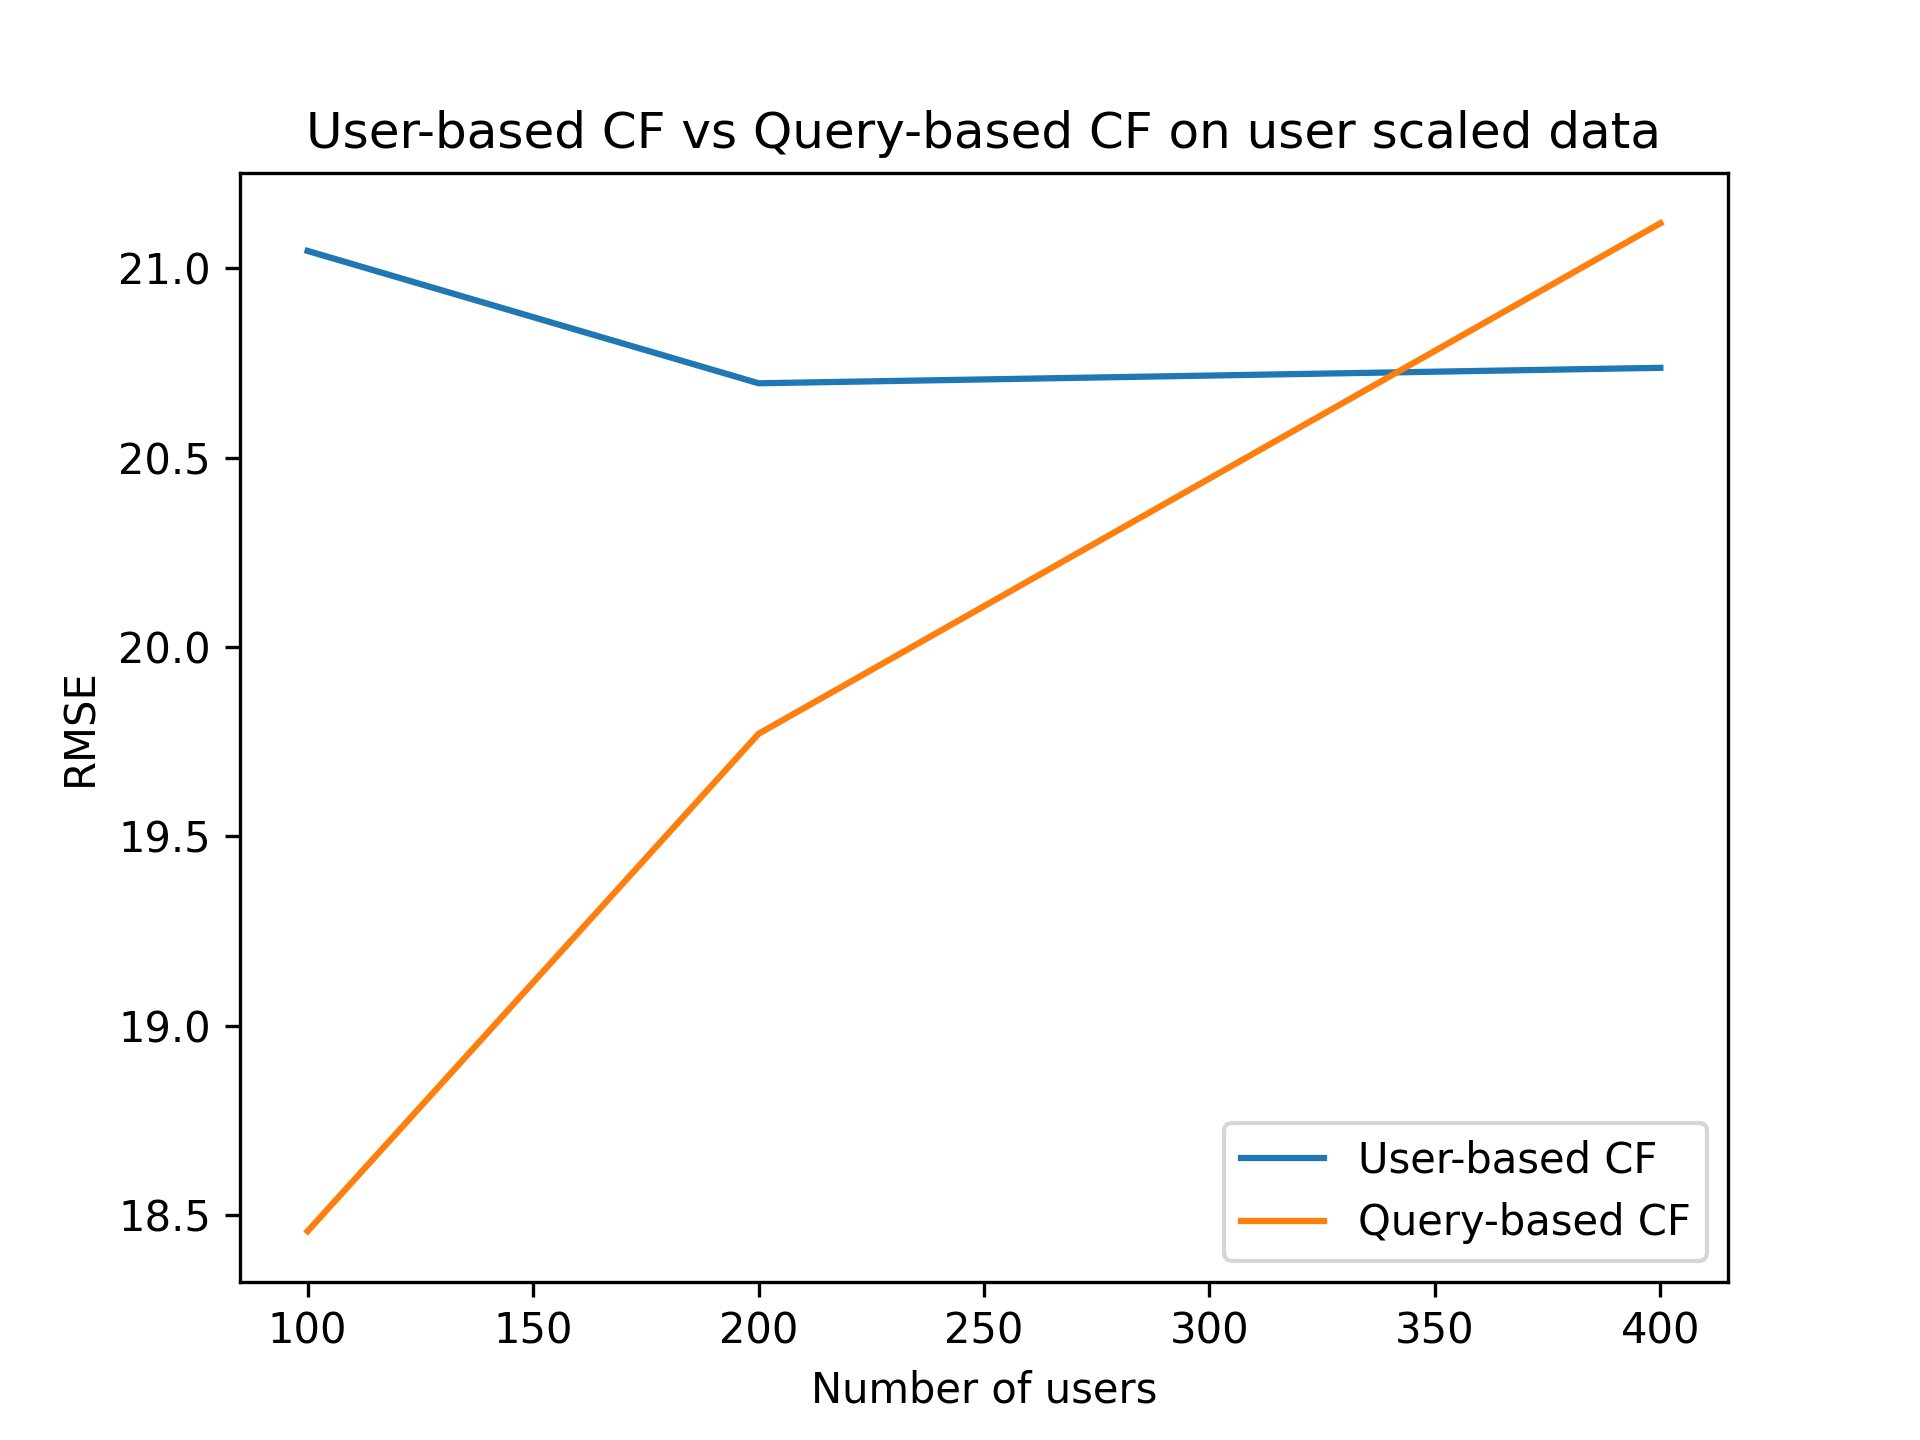 User-based CF vs Query-based CF on user scaled data
21.0
20.5
20.0
19.5
19.0
18.5
RMSE
100 150 200 250 300 350 400
Number of users
User-based CF
Query-based CF